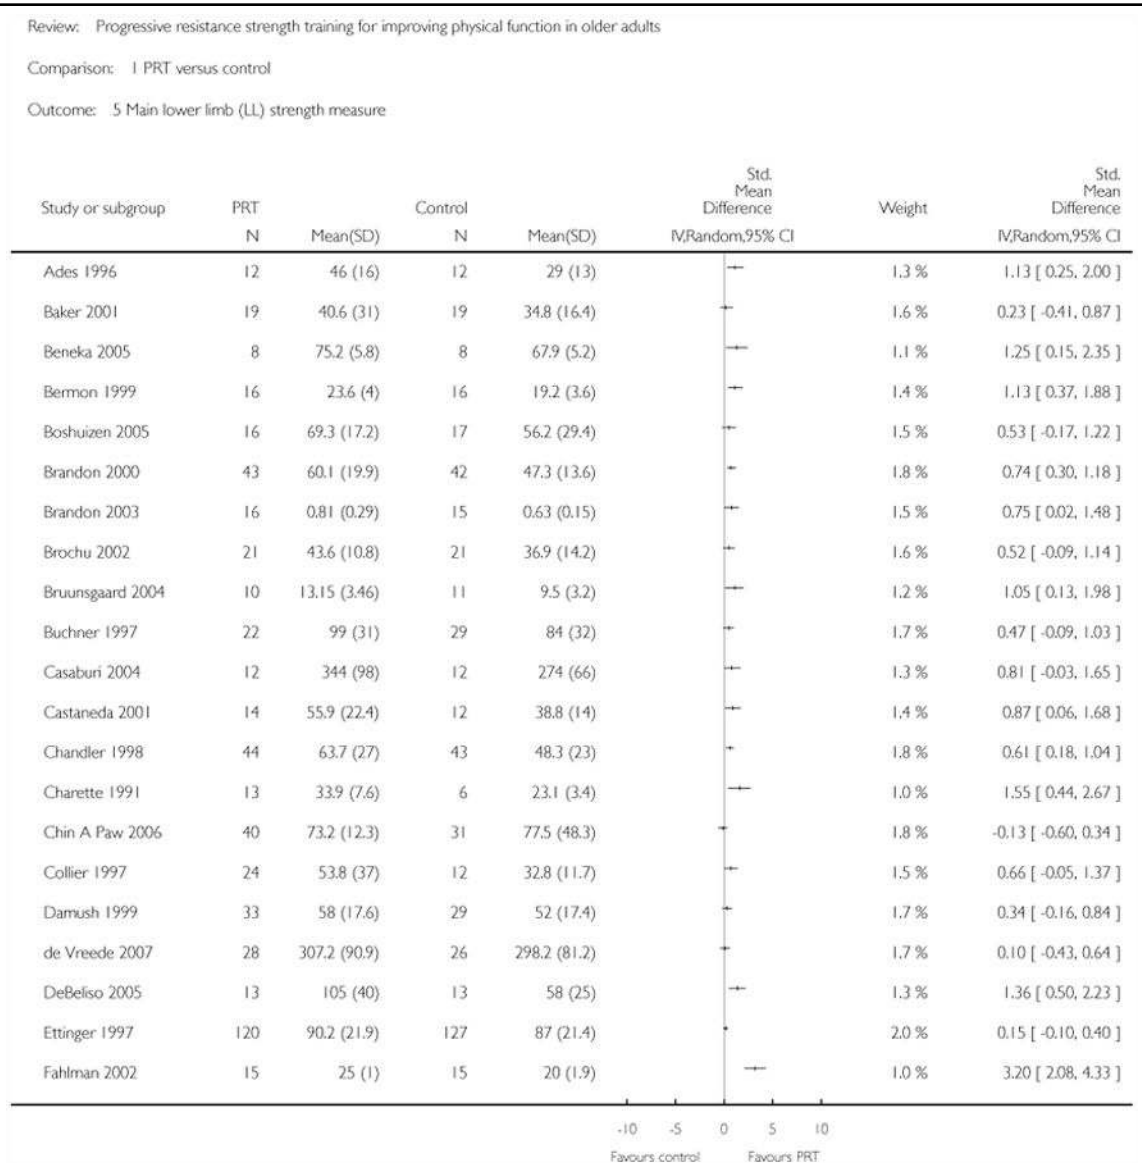 Review: Progressive resistance strength training for improving physical function in older adults
Comparison: 1 PRT versus control
Outcome: 5 Main lower limb (LL) strength measure
Std. Std.
Mean Mean
Study or subgroup PRT Control Difference Weight Difference
N Mean(SD) N Mean(SD) IV,Random,95% CI IV,Random,95% CI
Ades 1996 12 46 (16) 12 29 (13) 1.3 % 1.13 [ 0.25, 2.00 ]
Baker 2001 19 40.6 (31) 19 34.8 (16.4) 1.6 % 0.23 [ -0.41, 0.87 ]
Beneka 2005 8 75.2 (5.8) 8 67.9 (5.2) 1.1 % 1.25 [ 0.15, 2.35 ]
Bermon 1999 16 23.6 (4) 16 19.2 (3.6) 1.4 % 1.13 [ 0.37, 1.88 ]
Boshuizen 2005 16 69.3 (17.2) 17 56.2 (29.4) 1.5 % 0.53 [ -0.17, 1.22 ]
Brandon 2000 43 60.1 (19.9) 42 47.3 (13.6) 1.8 % 0.74 [ 0.30, 1.18 ]
Brandon 2003 16 0.81 (0.29) 15 0.63 (0.15) 1.5 % 0.75 [ 0.02, 1.48 ]
Brochu 2002 21 43.6 (10.8) 21 36.9 (14.2) 1.6 % 0.52 [ -0.09, 1.14 ]
Bruunsgaard 2004 10 13.15 (3.46) 11 9.5 (3.2) 1.2 % 1.05 [ 0.13, 1.98 ]
Buchner 1997 22 99 (31) 29 84 (32) 1.7 % 0.47 [ -0.09, 1.03 ]
Casaburi 2004 12 344 (98) 12 274 (66) 1.3 % 0.81 [ -0.03, 1.65 ]
Castaneda 2001 14 55.9 (22.4) 12 38.8 (14) 1.4 % 0.87 [ 0.06, 1.68 ]
Chandler 1998 44 63.7 (27) 43 48.3 (23) 1.8 % 0.61 [ 0.18, 1.04 ]
Charette 1991 13 33.9 (7.6) 6 23.1 (3.4) 1.0 % 1.55 [ 0.44, 2.67 ]
Chin A Paw 2006 40 73.2 (12.3) 31 77.5 (48.3) 1.8 % -0.13 [ -0.60, 0.34 ]
Collier 1997 24 53.8 (37) 12 32.8 (11.7) 1.5 % 0.66 [ -0.05, 1.37 ]
Damush 1999 33 58 (17.6) 29 52 (17.4) 1.7 % 0.34 [ -0.16, 0.84 ]
de Vreede 2007 28 307.2 (90.9) 26 298.2 (81.2) 1.7 % 0.10 [ -0.43, 0.64 ]
DeBeliso 2005 13 105 (40) 13 58 (25) 1.3 % 1.36 [ 0.50, 2.23 ]
Ettinger 1997 120 90.2 (21.9) 127 87 (21.4) 2.0 % 0.15 [ -0.10, 0.40 ]
Fahlman 2002 15 25 (1) 15 20 (1.9) 1.0 % 3.20 [ 2.08, 4.33 ]
-10 -5 0 5 10
Favours control Favours PRT